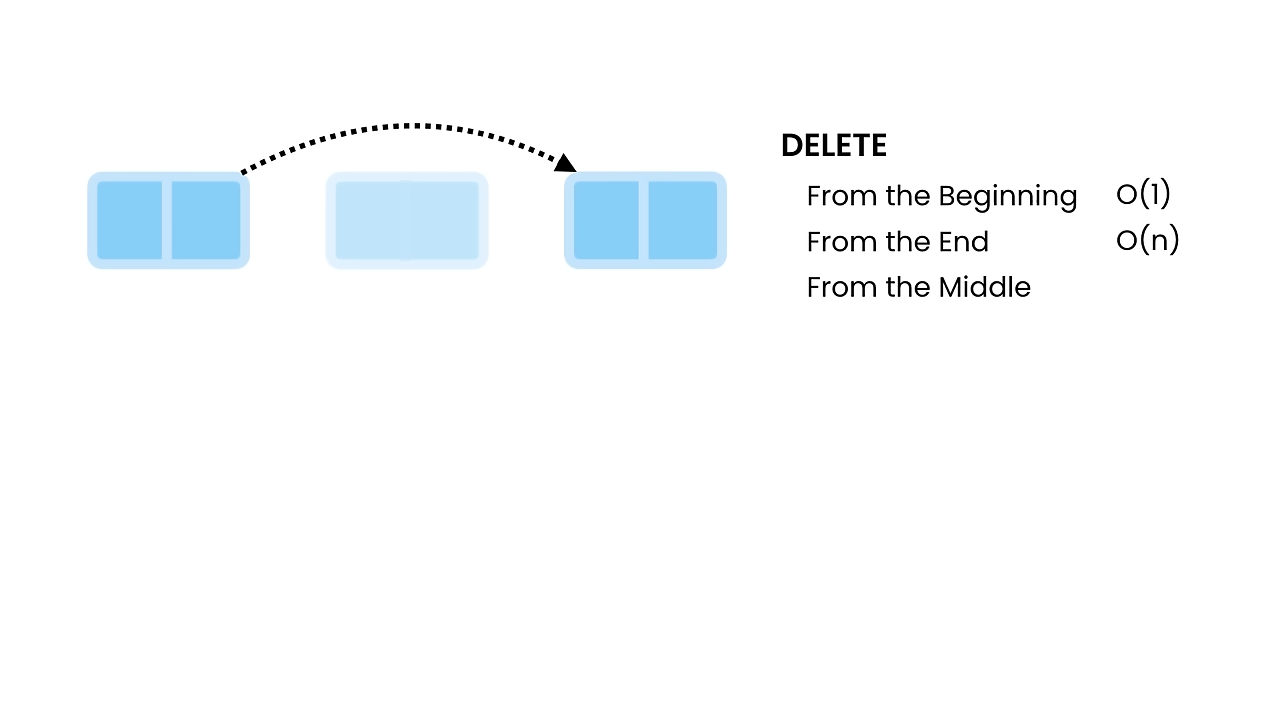 DELETE
From the Beginning O(1)
From the End O(n)
From the Middle